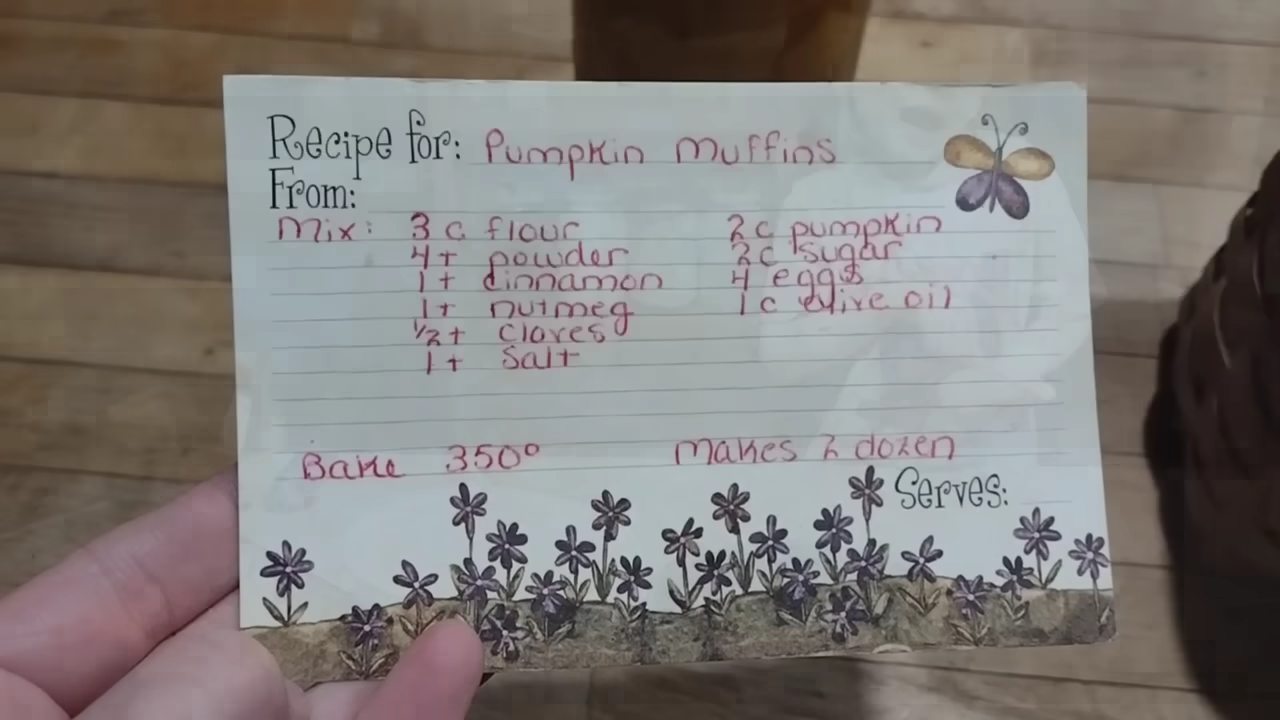 Recipe for: Pumpkin Muffins
From:
Mix: 3 c flour 2 c pumpkin
4 t powder 2c sugar
1 t cinnamon 4 eggs
1 t nutmeg 1 c olive oil
1/2 t cloves
1 t salt
Bake 350° Makes 2 dozen
Serves: